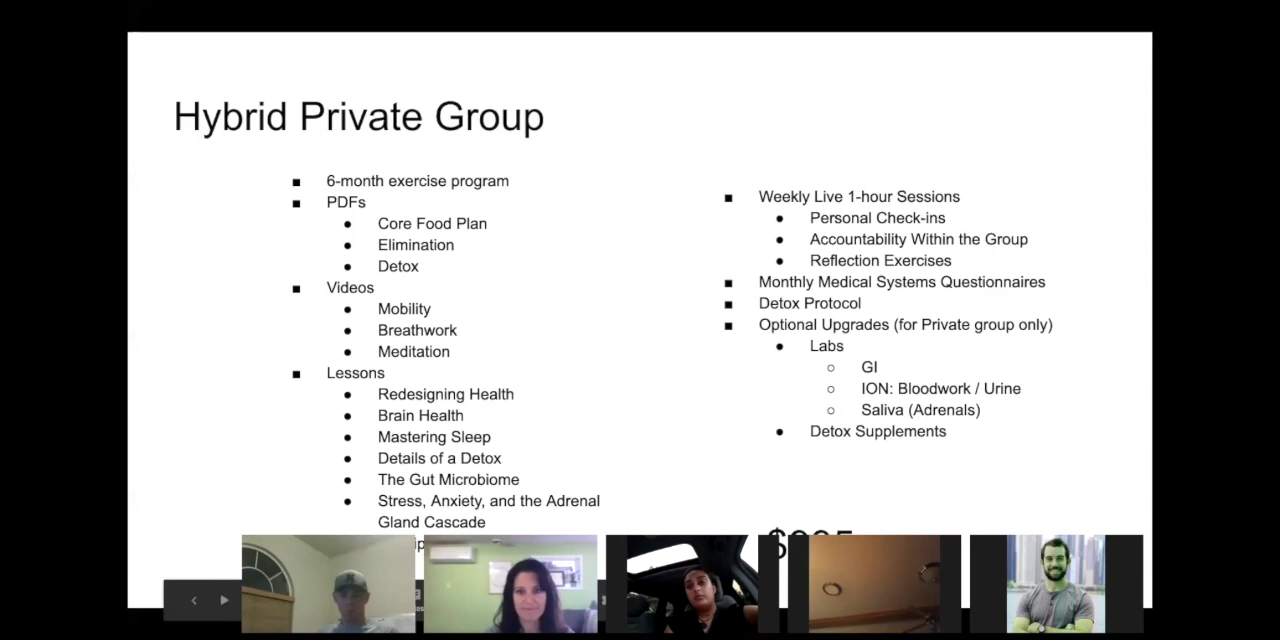 Hybrid Private Group
6-month exercise program
PDFs
Core Food Plan
Elimination
Detox
Videos
Mobility
Breathwork
Meditation
Lessons
Redesigning Health
Brain Health
Mastering Sleep
Details of a Detox
The Gut Microbiome
Stress, Anxiety, and the Adrenal
Gland Cascade
Weekly Live 1-hour Sessions
Personal Check-ins
Accountability Within the Group
Reflection Exercises
Monthly Medical Systems Questionnaires
Detox Protocol
Optional Upgrades (for Private group only)
Labs
GI
ION: Bloodwork / Urine
Saliva (Adrenals)
Detox Supplements